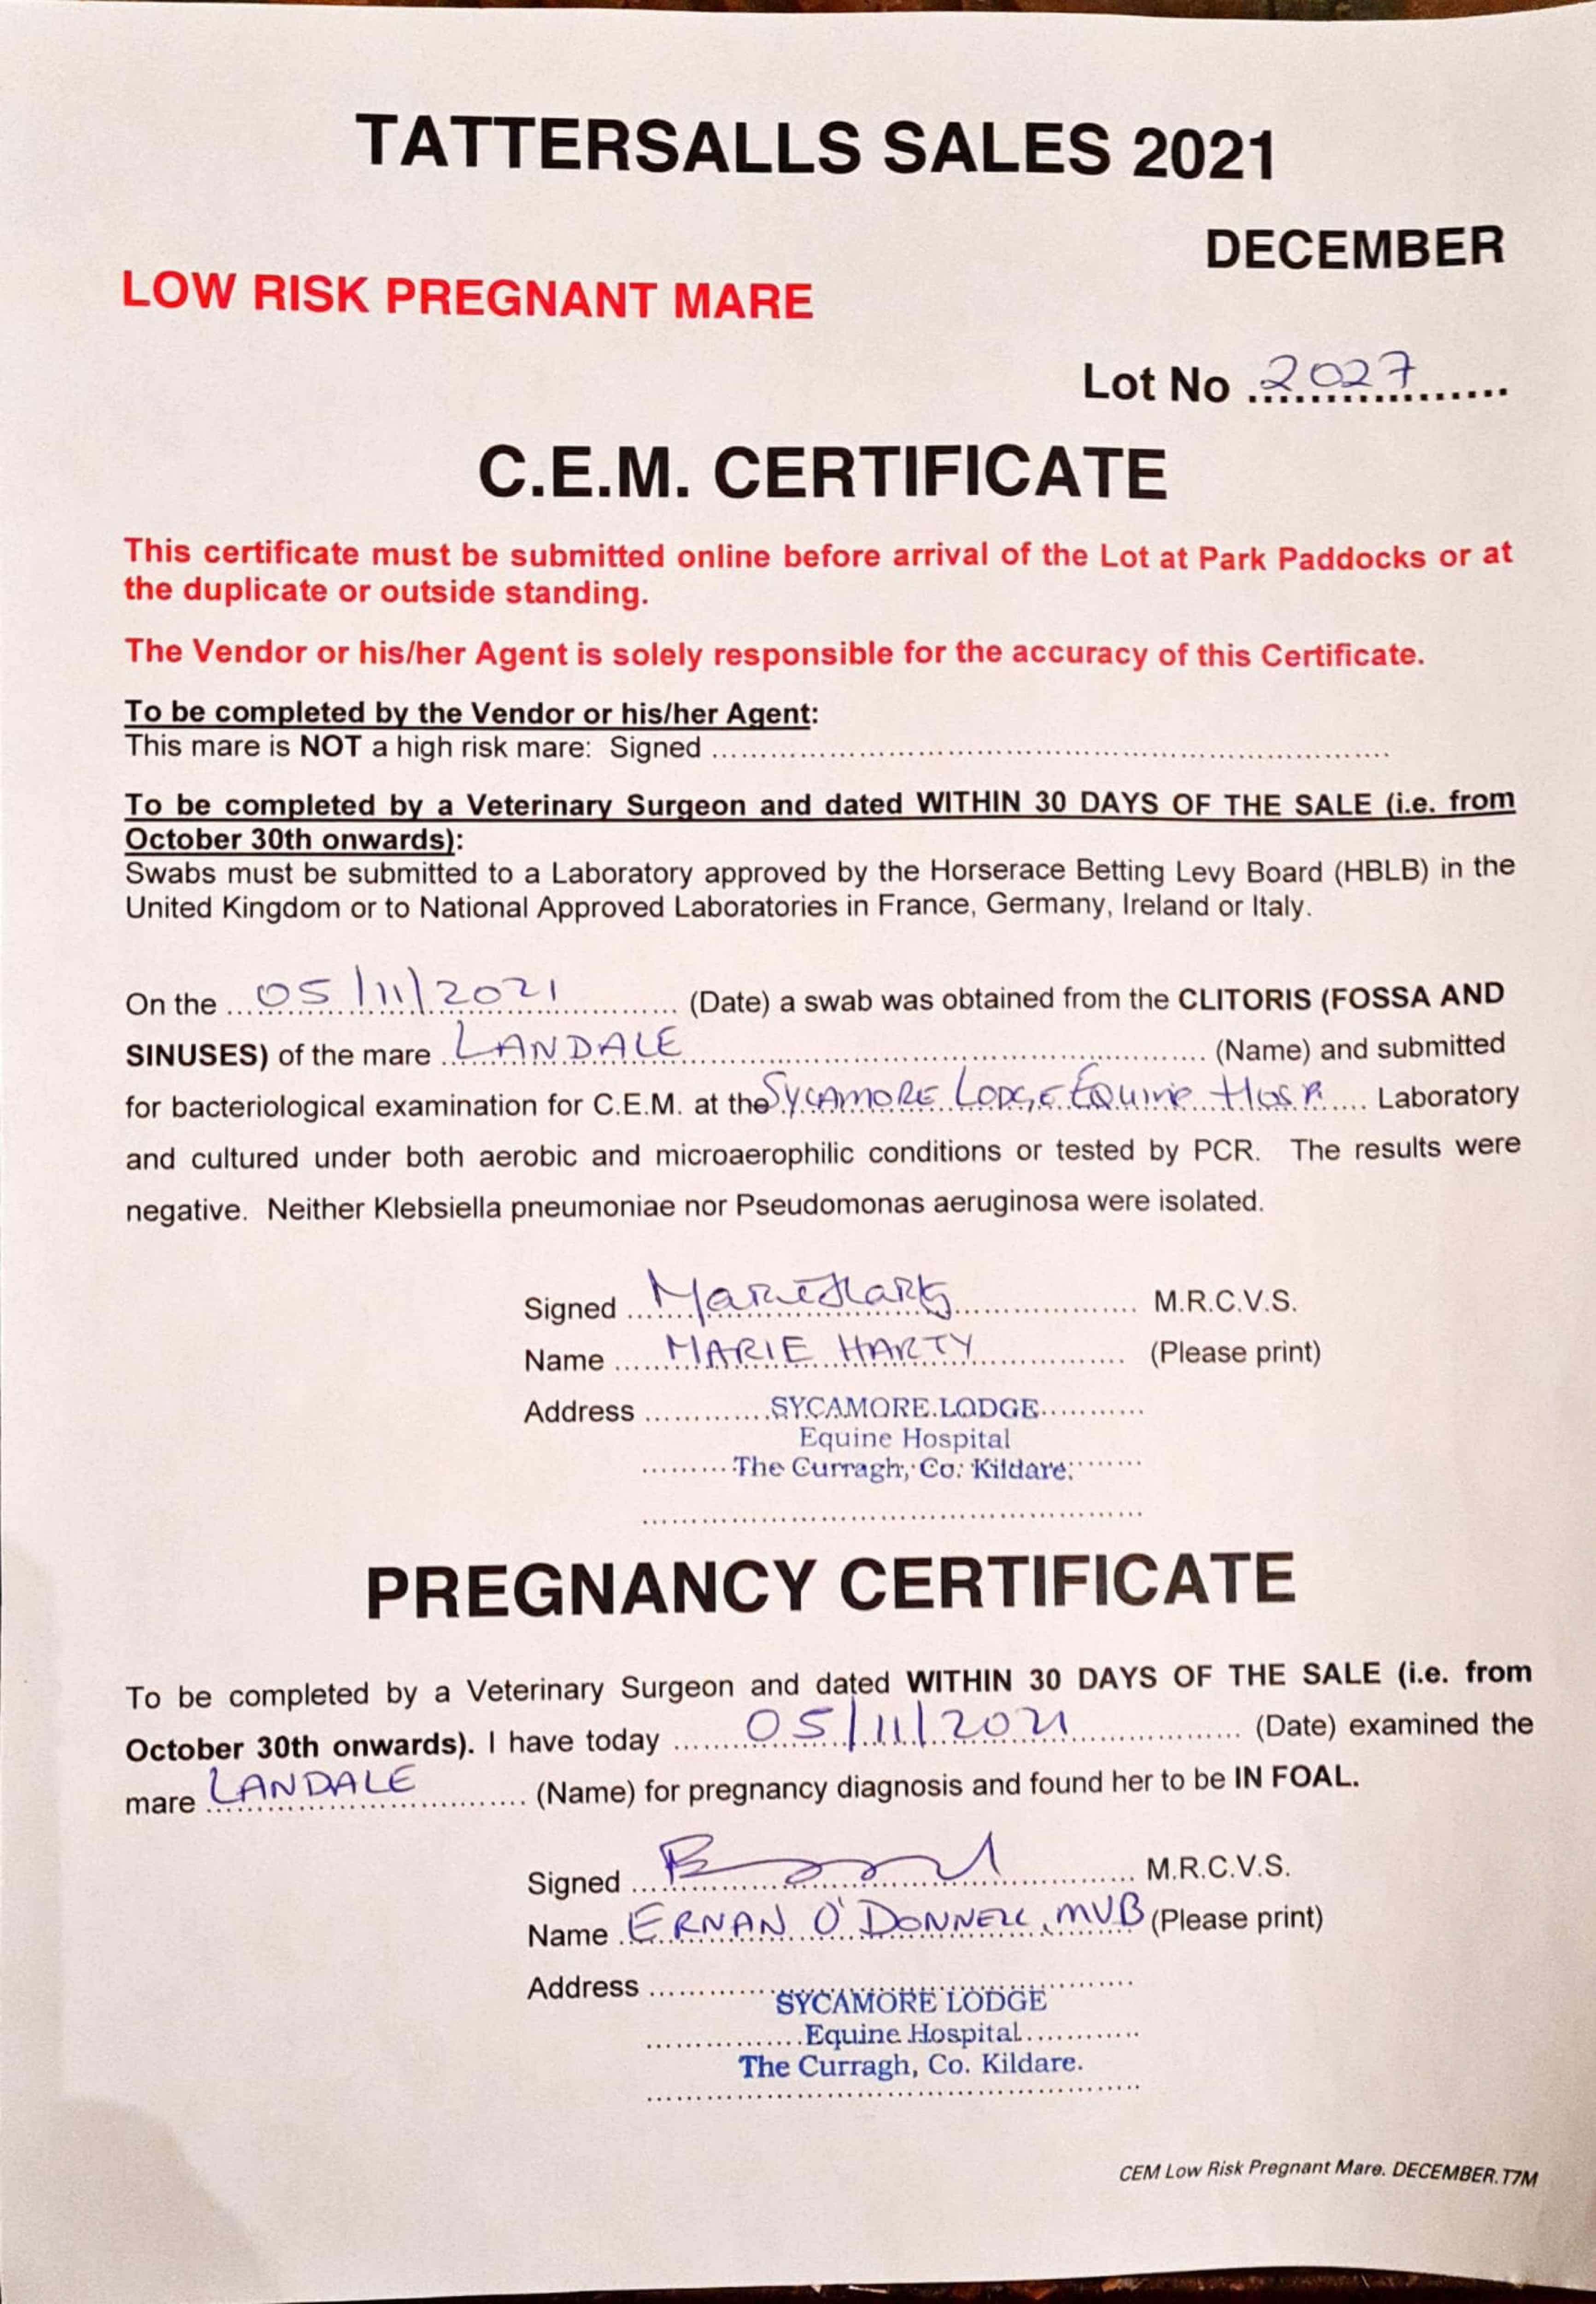 TATTERSALLS SALES 2021
DECEMBER
LOW RISK PREGNANT MARE
Lot No 2027
C.E.M. CERTIFICATE
This certificate must be submitted online before arrival of the Lot at Park Paddocks or at
the duplicate or outside standing.
The Vendor or his/her Agent is solely responsible for the accuracy of this Certificate.
To be completed by the Vendor or his/her Agent:
This mare is NOT a high risk mare: Signed
To be completed by a Veterinary Surgeon and dated WITHIN 30 DAYS OF THE SALE (i.e. from
October 30th onwards):
Swabs must be submitted to a Laboratory approved by the Horserace Betting Levy Board (HBLB) in the
United Kingdom or to National Approved Laboratories in France, Germany, Ireland or Italy.
On the 05/11/2021 (Date) a swab was obtained from the CLITORIS (FOSSA AND
SINUSES) of the mare LANDALE (Name) and submitted
for bacteriological examination for C.E.M. at the SYCAMORE LODGE EQUINE HOSP. Laboratory
and cultured under both aerobic and microaerophilic conditions or tested by PCR. The results were
negative. Neither Klebsiella pneumoniae nor Pseudomonas aeruginosa were isolated.
Signed Marie Harty M.R.C.V.S.
Name MARIE HARTY (Please print)
Address SYCAMORE LODGE
Equine Hospital
The Curragh, Co. Kildare.
PREGNANCY CERTIFICATE
To be completed by a Veterinary Surgeon and dated WITHIN 30 DAYS OF THE SALE (i.e. from
October 30th onwards). I have today 05/11/2021 (Date) examined the
mare LANDALE (Name) for pregnancy diagnosis and found her to be IN FOAL.
Signed M.R.C.V.S.
Name ERNAN O'DONNELL, MVB (Please print)
Address SYCAMORE LODGE
Equine Hospital
The Curragh, Co. Kildare.
CEM Low Risk Pregnant Mare. DECEMBER.T7M